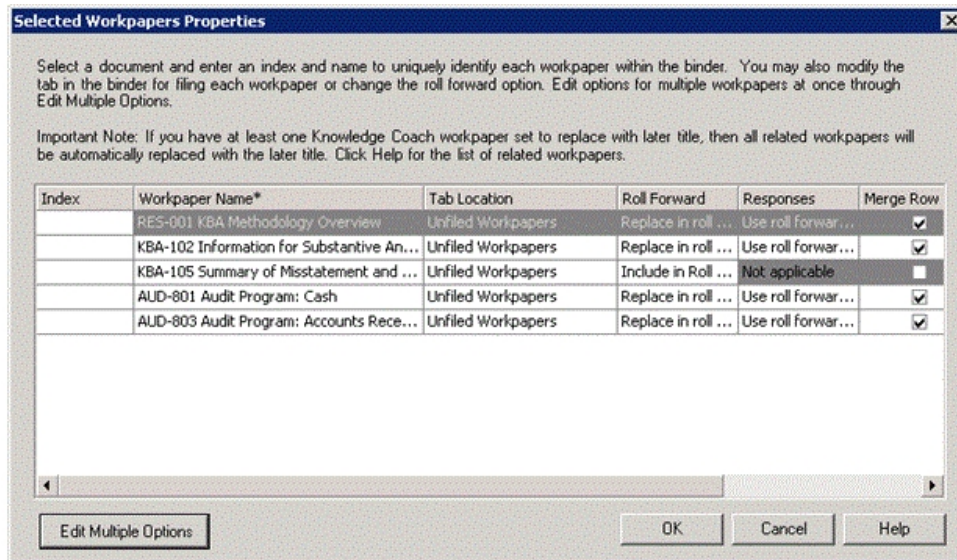 Selected Workpapers Properties
Select a document and enter an index and name to uniquely identify each workpaper within the binder. You may also modify the
tab in the binder for filing each workpaper or change the roll forward option. Edit options for multiple workpapers at once through
Edit Multiple Options.
Important Note: If you have at least one Knowledge Coach workpaper set to replace with later title, then all related workpapers will
be automatically replaced with the later title. Click Help for the list of related workpapers.
Index Workpaper Name* Tab Location Roll Forward Responses Merge Row
RES-001 KBA Methodology Overview Unfiled Workpapers Replace in roll ... Use roll forwar...
KBA-102 Information for Substantive An... Unfiled Workpapers Replace in roll ... Use roll forwar...
KBA-105 Summary of Misstatement and ... Unfiled Workpapers Include in Roll ... Not applicable
AUD-801 Audit Program: Cash Unfiled Workpapers Replace in roll ... Use roll forwar...
AUD-803 Audit Program: Accounts Rece... Unfiled Workpapers Replace in roll ... Use roll forwar...
Edit Multiple Options OK Cancel Help